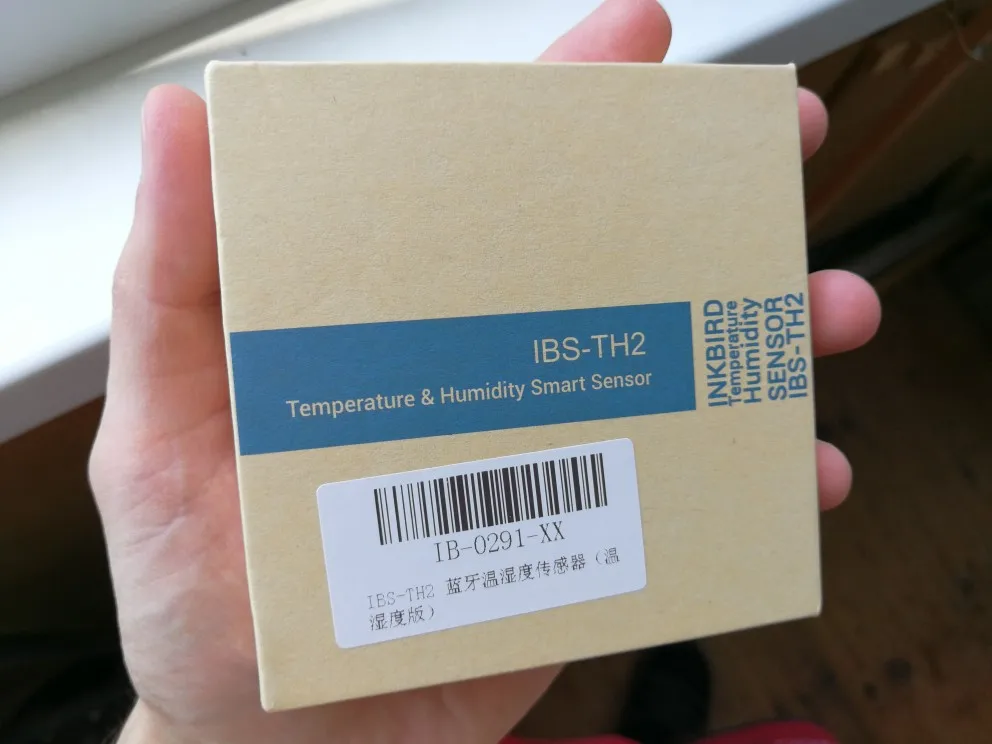 IBS-TH2
Temperature & Humidity Smart Sensor
INKBIRD
Temperature
Humidity
SENSOR
IBS-TH2
IB-0291-XX
IBS-TH2 蓝牙温湿度传感器（温
湿度版）